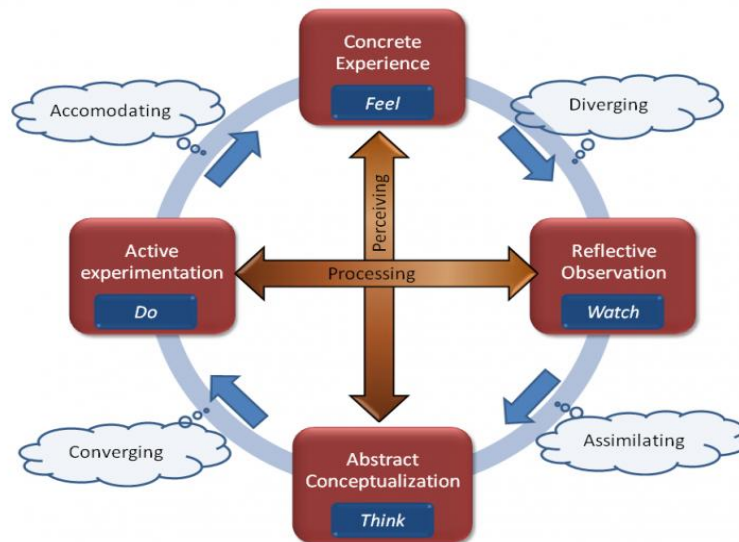 Concrete
Experience
Feel
Accomodating
Diverging
Perceiving
Active
experimentation
Do
Processing
Reflective
Observation
Watch
Converging
Assimilating
Abstract
Conceptualization
Think